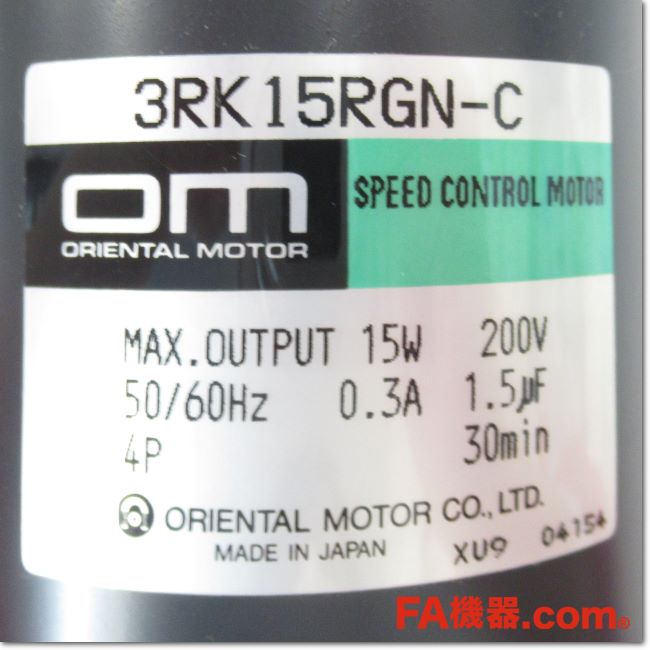 3RK15RGN-C
OM
ORIENTAL MOTOR
SPEED CONTROL MOTOR
MAX.OUTPUT 15W 200V
50/60Hz 0.3A 1.5μF
4P 30min
ORIENTAL MOTOR CO., LTD.
MADE IN JAPAN XU9 04154
FA機器.com®